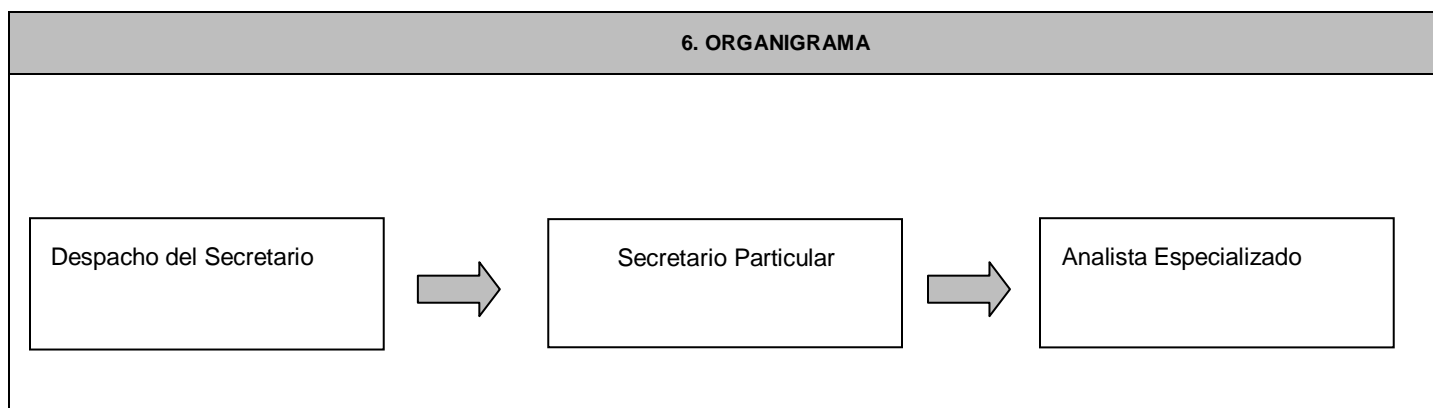 6. ORGANIGRAMA
Despacho del Secretario
Secretario Particular
Analista Especializado